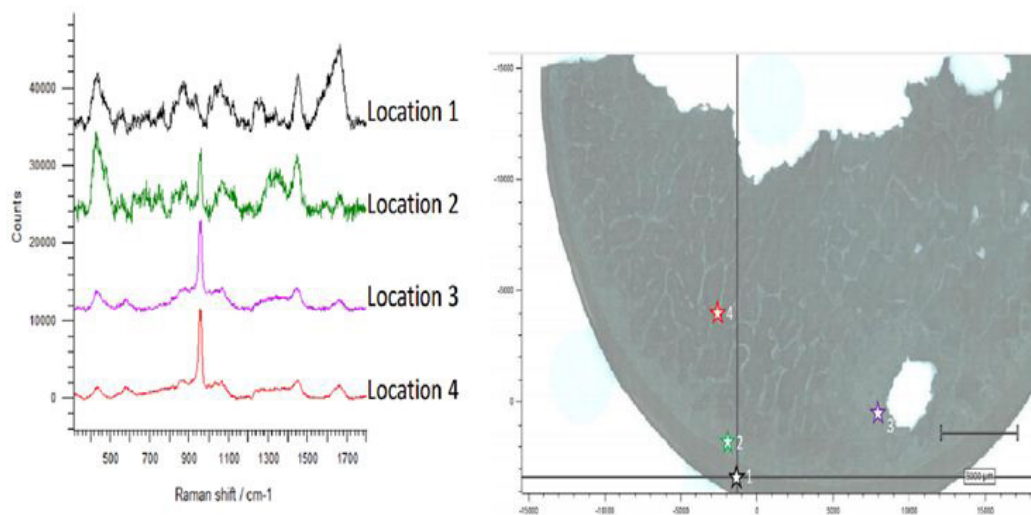 40000
30000
20000
10000
0
Counts
Location 1
Location 2
Location 3
Location 4
500 700 900 1100 1300 1500 1700
Raman shift / cm-1
-15000
-10000
-5000
0
4
3
2
1
5000 µm
-15000 -10000 -5000 0 5000 10000 15000